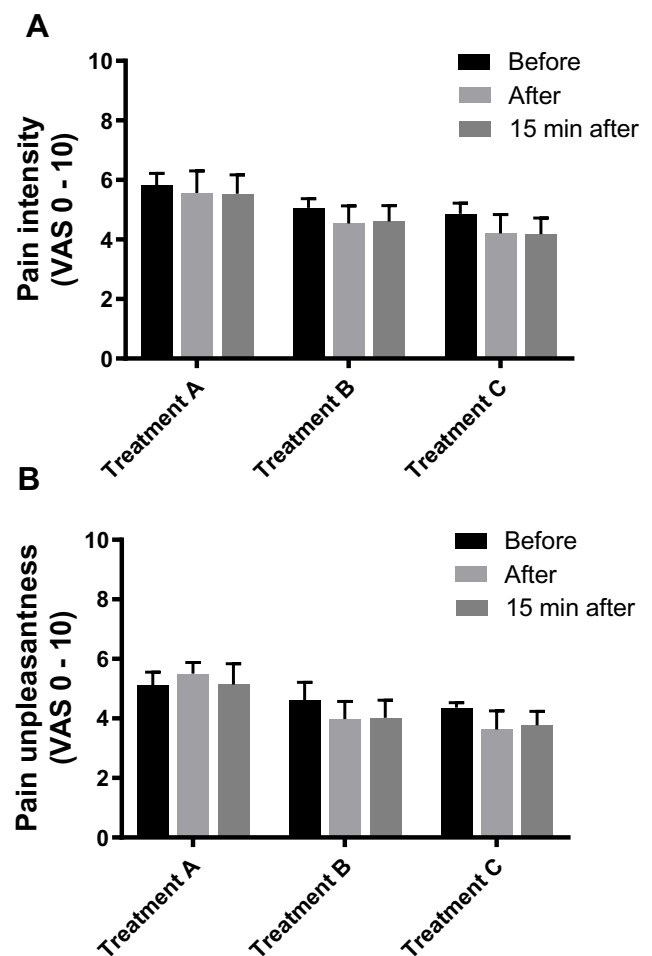 A
Before
After
15 min after
Pain intensity
(VAS 0 - 10)
10
8
6
4
2
0
Treatment A
Treatment B
Treatment C
B
Before
After
15 min after
Pain unpleasantness
(VAS 0 - 10)
10
8
6
4
2
0
Treatment A
Treatment B
Treatment C